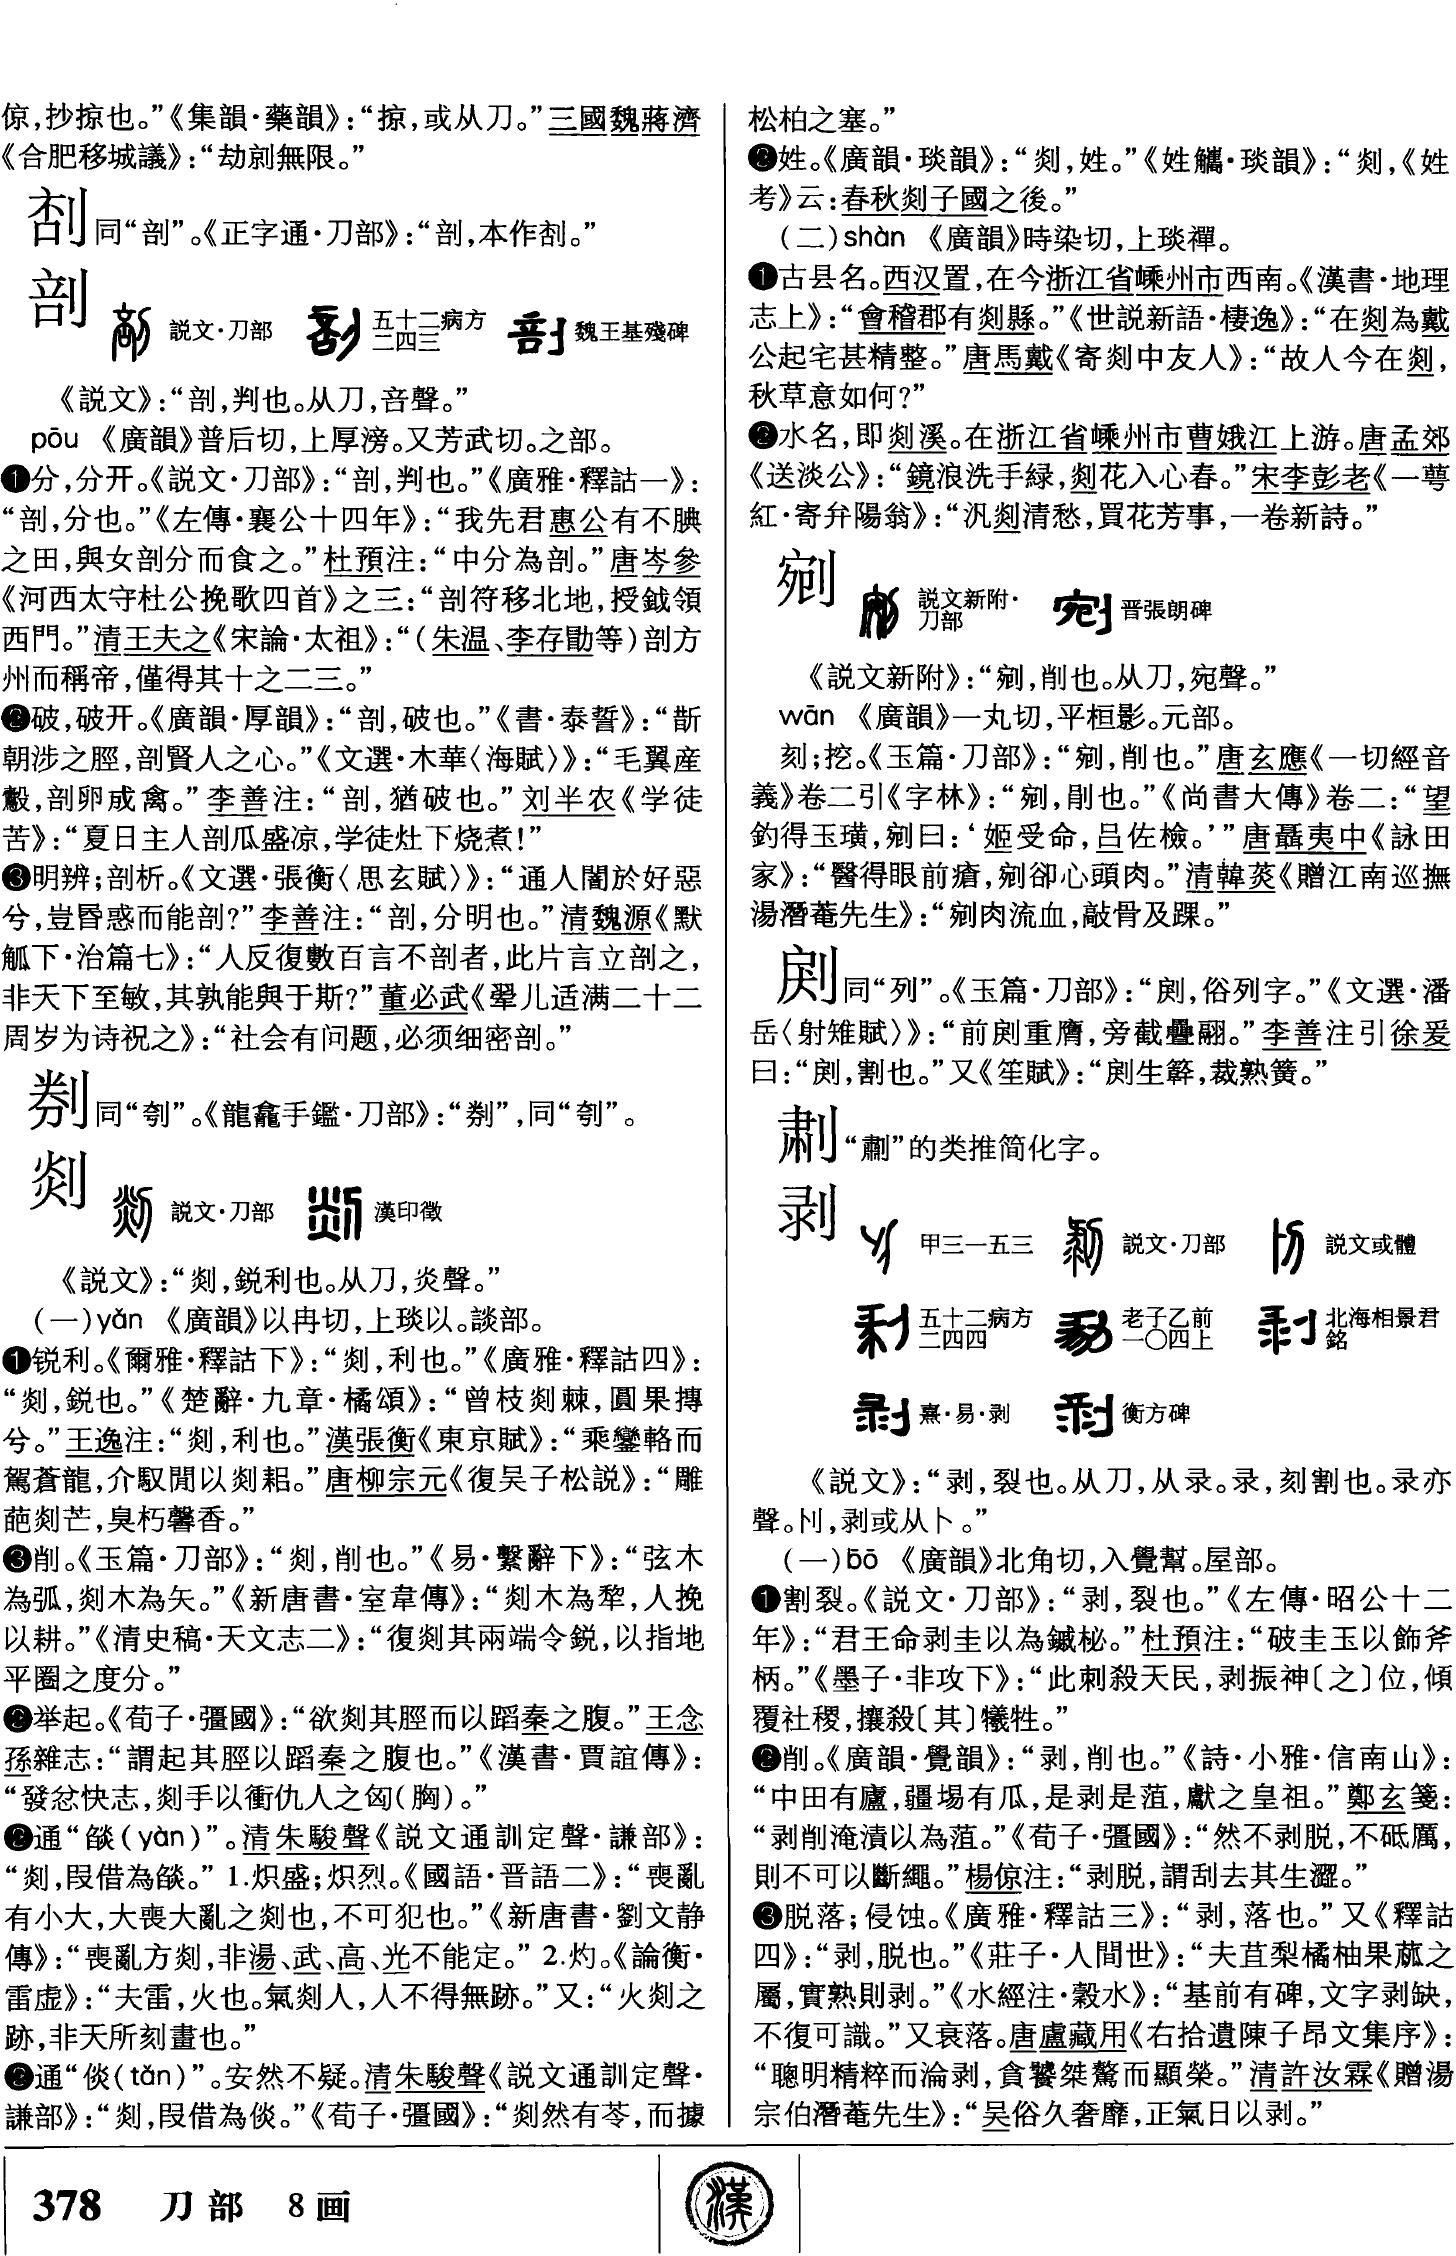 倞，抄掠也。”《集韻·藥韻》：“掠，或从刀。”三國魏蔣濟
《合肥移城議》：“劫剠無限。”
同“剖”。《正字通·刀部》：“剖，本作㕻。”
剖
説文·刀部 五十二病方二四三 魏王基殘碑
《説文》：“剖，判也。从刀，音聲。”
pōu 《廣韻》普后切，上厚滂。又芳武切。之部。
❶分，分开。《説文·刀部》：“剖，判也。”《廣雅·釋詁一》：
“剖，分也。”《左傳·襄公十四年》：“我先君惠公有不腆
之田，與女剖分而食之。”杜預注：“中分為剖。”唐岑參
《河西太守杜公挽歌四首》之三：“剖符移北地，授鉞領
西門。”清王夫之《宋論·太祖》：“（朱温、李存勖等）剖方
州而稱帝，僅得其十之二三。”
❷破，破开。《廣韻·厚韻》：“剖，破也。”《書·泰誓》：“斮
朝涉之脛，剖賢人之心。”《文選·木華〈海賦〉》：“毛翼産
鷇，剖卵成禽。”李善注：“剖，猶破也。”刘半农《学徒
苦》：“夏日主人剖瓜盛凉，学徒灶下烧煮！”
❸明辨；剖析。《文選·張衡〈思玄賦〉》：“通人闇於好惡
兮，豈昬惑而能剖？”李善注：“剖，分明也。”清魏源《默
觚下·治篇七》：“人反復數百言不剖者，此片言立剖之，
非天下至敏，其孰能與于斯？”董必武《翚儿适满二十二
周岁为诗祝之》：“社会有问题，必须细密剖。”
同“刳”。《龍龕手鑑·刀部》：“䂮”，同“刳”。
剡
説文·刀部 漢印徵
《説文》：“剡，鋭利也。从刀，炎聲。”
（一）yǎn 《廣韻》以冉切，上琰以。談部。
❶锐利。《爾雅·釋詁下》：“剡，利也。”《廣雅·釋詁四》：
“剡，鋭也。”《楚辭·九章·橘頌》：“曾枝剡棘，圓果摶
兮。”王逸注：“剡，利也。”漢張衡《東京賦》：“乘鑾輅而
駕蒼龍，介馭閒以剡耜。”唐柳宗元《復吴子松説》：“雕
葩剡芒，臭朽馨香。”
❸削。《玉篇·刀部》：“剡，削也。”《易·繫辭下》：“弦木
為弧，剡木為矢。”《新唐書·室韋傳》：“剡木為犂，人挽
以耕。”《清史稿·天文志二》：“復剡其兩端令鋭，以指地
平圈之度分。”
❷举起。《荀子·彊國》：“欲剡其脛而以蹈秦之腹。”王念
孫雜志：“謂起其脛以蹈秦之腹也。”《漢書·賈誼傳》：
“發忿快志，剡手以衝仇人之匈（胸）。”
❷通“燄（yàn）”。清朱駿聲《説文通訓定聲·谦部》：
“剡，叚借為燄。”1.炽盛；炽烈。《國語·晋語二》：“喪亂
有小大，大喪大亂之剡也，不可犯也。”《新唐書·劉文静
傳》：“喪亂方剡，非湯、武、高、光不能定。”2.灼。《論衡·
雷虚》：“夫雷，火也。氣剡人，人不得無跡。”又：“火剡之
跡，非天所刻畫也。”
❷通“倓（tǎn）”。安然不疑。清朱駿聲《説文通訓定聲·
謙部》：“剡，叚借為倓。”《荀子·彊國》：“剡然有苓，而據
松柏之塞。”
❷姓。《廣韻·琰韻》：“剡，姓。”《姓觿·琰韻》：“剡，《姓
考》云：春秋剡子國之後。”
（二）shàn 《廣韻》時染切，上琰禪。
❶古县名。西汉置，在今浙江省嵊州市西南。《漢書·地理
志上》：“會稽郡有剡縣。”《世説新語·棲逸》：“在剡為戴
公起宅甚精整。”唐馬戴《寄剡中友人》：“故人今在剡，
秋草意如何？”
❷水名，即剡溪。在浙江省嵊州市曹娥江上游。唐孟郊
《送淡公》：“鏡浪洗手緑，剡花入心春。”宋李彭老《一萼
紅·寄弁陽翁》：“汎剡清愁，買花芳事，一卷新詩。”
剜
説文新附·刀部 晋張朗碑
《説文新附》：“剜，削也。从刀，宛聲。”
wān 《廣韻》一丸切，平桓影。元部。
刻；挖。《玉篇·刀部》：“剜，削也。”唐玄應《一切經音
義》卷二引《字林》：“剜，削也。”《尚書大傳》卷二：“望
釣得玉璜，剜曰：‘姬受命，吕佐檢。’”唐聶夷中《詠田
家》：“醫得眼前瘡，剜卻心頭肉。”清韓菼《贈江南巡撫
湯潛菴先生》：“剜肉流血，敲骨及踝。”
同“列”。《玉篇·刀部》：“㓟，俗列字。”《文選·潘
岳〈射雉賦〉》：“前㓟重膺，旁截疊翮。”李善注引徐爰
曰：“㓟，割也。”又《笙賦》：“㓟生簳，裁熟簧。”
“劀”的类推简化字。
剥
甲三一五三 説文·刀部 説文或體
五十二病方二四四 老子乙前一〇四上 北海相景君銘
熹·易·剥 衡方碑
《説文》：“剥，裂也。从刀，从录。录，刻割也。录亦
聲。㓝，剥或从卜。”
（一）bō 《廣韻》北角切，入覺幫。屋部。
❶割裂。《説文·刀部》：“剥，裂也。”《左傳·昭公十二
年》：“君王命剥圭以為鏚柲。”杜預注：“破圭玉以飾斧
柄。”《墨子·非攻下》：“此刺殺天民，剥振神〔之〕位，傾
覆社稷，攘殺〔其〕犧牲。”
❷削。《廣韻·覺韻》：“剥，削也。”《詩·小雅·信南山》：
“中田有廬，疆埸有瓜，是剥是菹，獻之皇祖。”鄭玄箋：
“剥削淹漬以為菹。”《荀子·彊國》：“然不剥脱，不砥厲，
則不可以斷繩。”楊倞注：“剥脱，謂刮去其生澀。”
❸脱落；侵蚀。《廣雅·釋詁三》：“剥，落也。”又《釋詁
四》：“剥，脱也。”《莊子·人間世》：“夫苴梨橘柚果蓏之
屬，實熟則剥。”《水經注·穀水》：“基前有碑，文字剥缺，
不復可識。”又衰落。唐盧藏用《右拾遺陳子昂文集序》：
“聰明精粹而淪剥，貪饕桀驁而顯榮。”清許汝霖《贈湯
宗伯潛菴先生》：“吴俗久奢靡，正氣日以剥。”
378 刀部 8画
漢